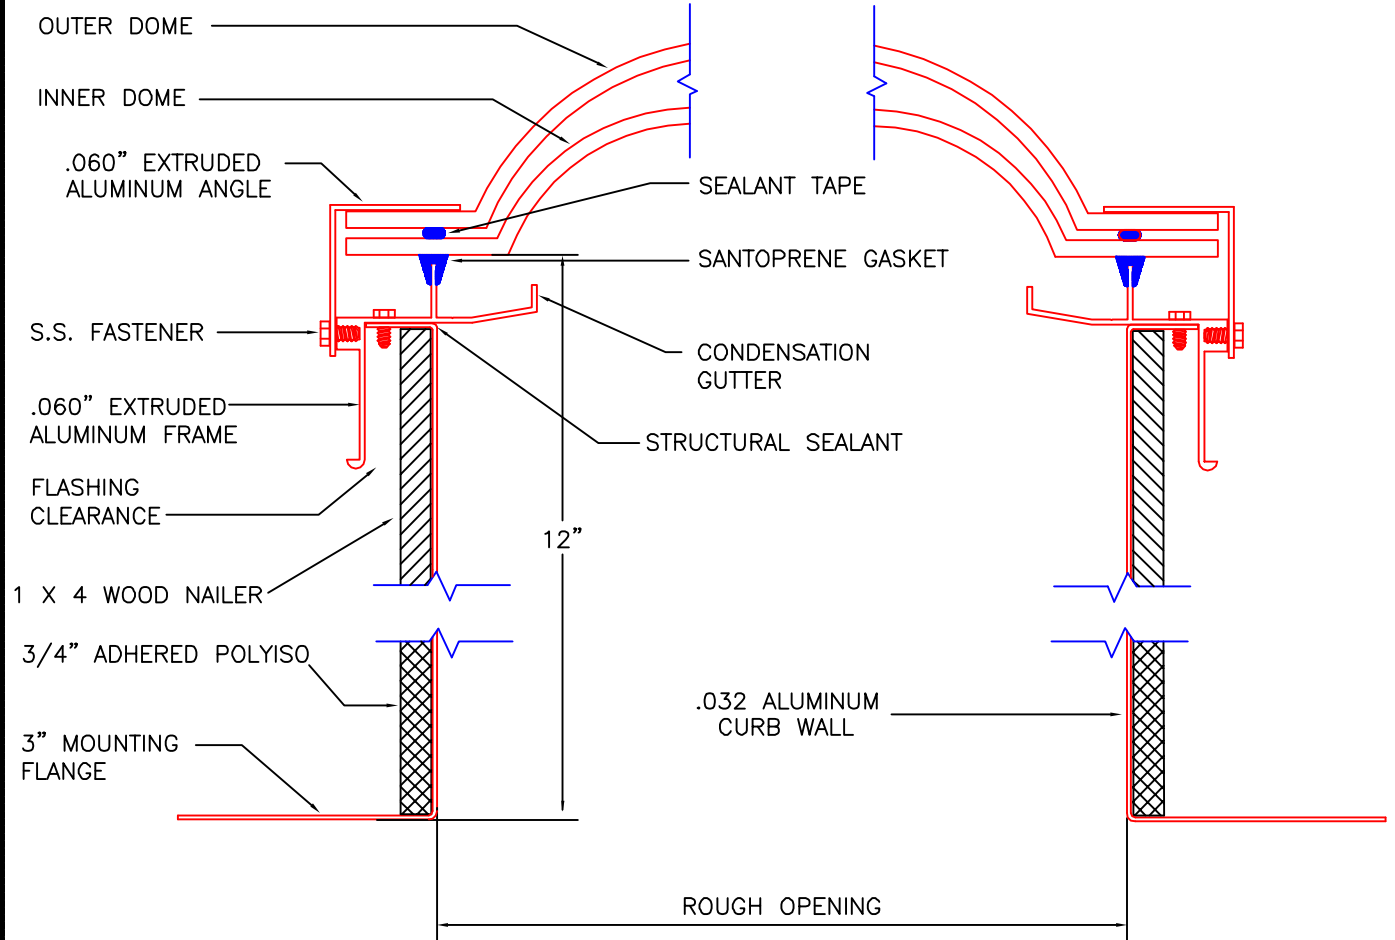 OUTER DOME
INNER DOME
.060” EXTRUDED
ALUMINUM ANGLE
SEALANT TAPE
SANTOPRENE GASKET
S.S. FASTENER
CONDENSATION
GUTTER
.060” EXTRUDED
ALUMINUM FRAME
STRUCTURAL SEALANT
FLASHING
CLEARANCE
12”
1 X 4 WOOD NAILER
3/4” ADHERED POLYISO
.032 ALUMINUM
CURB WALL
3” MOUNTING
FLANGE
ROUGH OPENING